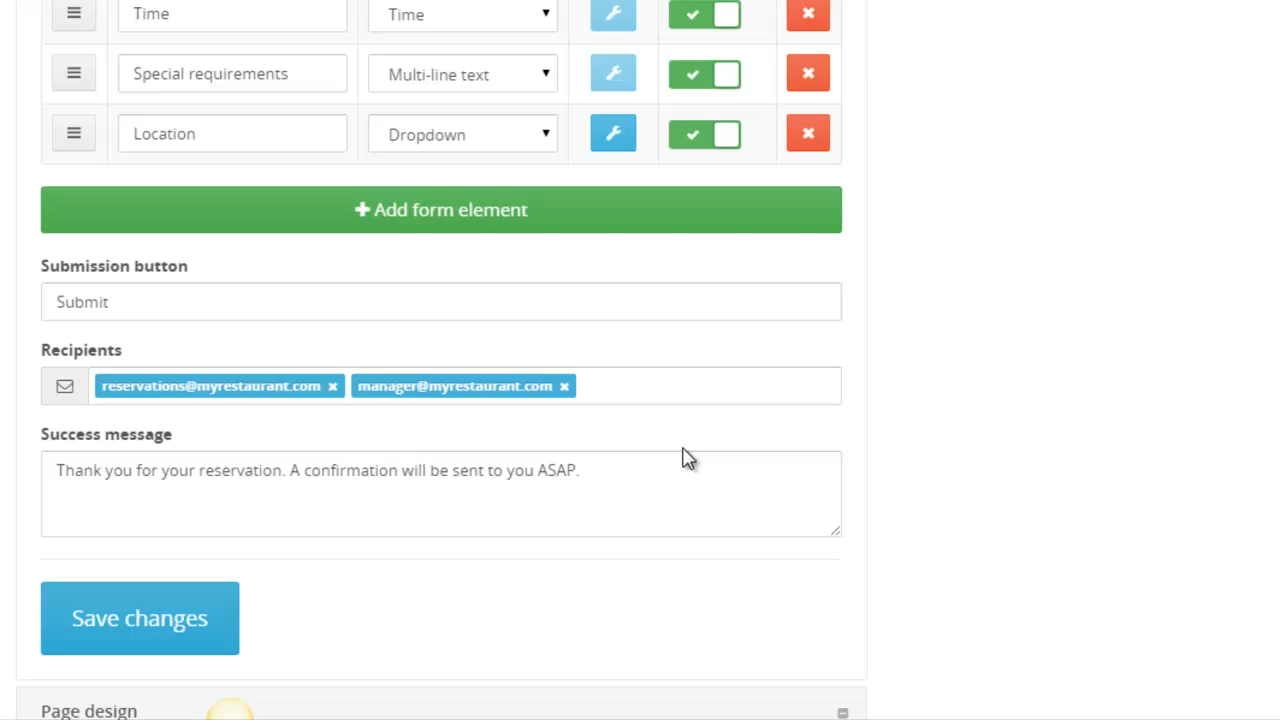 Time Time
Special requirements Multi-line text
Location Dropdown
Add form element
Submission button
Submit
Recipients
reservations@myrestaurant.com manager@myrestaurant.com
Success message
Thank you for your reservation. A confirmation will be sent to you ASAP.
Save changes
Page design